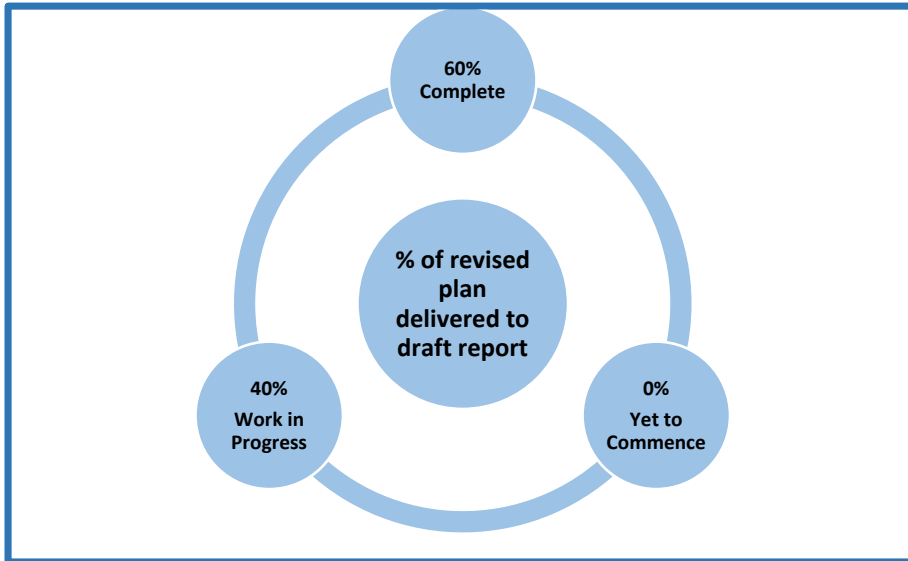 60%
Complete
% of revised
plan
delivered to
draft report
40%
Work in
Progress
0%
Yet to
Commence